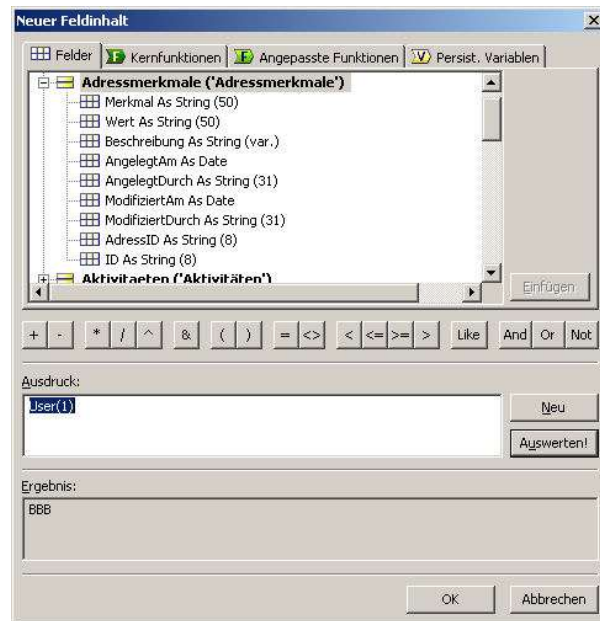 Neuer Feldinhalt
Felder Kernfunktionen Angepasste Funktionen Persist. Variablen
Adressmerkmale ('Adressmerkmale')
Merkmal As String (50)
Wert As String (50)
Beschreibung As String (var.)
AngelegtAm As Date
AngelegtDurch As String (31)
ModifiziertAm As Date
ModifiziertDurch As String (31)
AdressID As String (8)
ID As String (8)
Aktivitaeten ('Aktivitäten')
Einfügen
+ - * / ^ & ( ) = <> < <= >= > Like And Or Not
Ausdruck:
User(1)
Neu
Auswerten!
Ergebnis:
BBB
OK Abbrechen